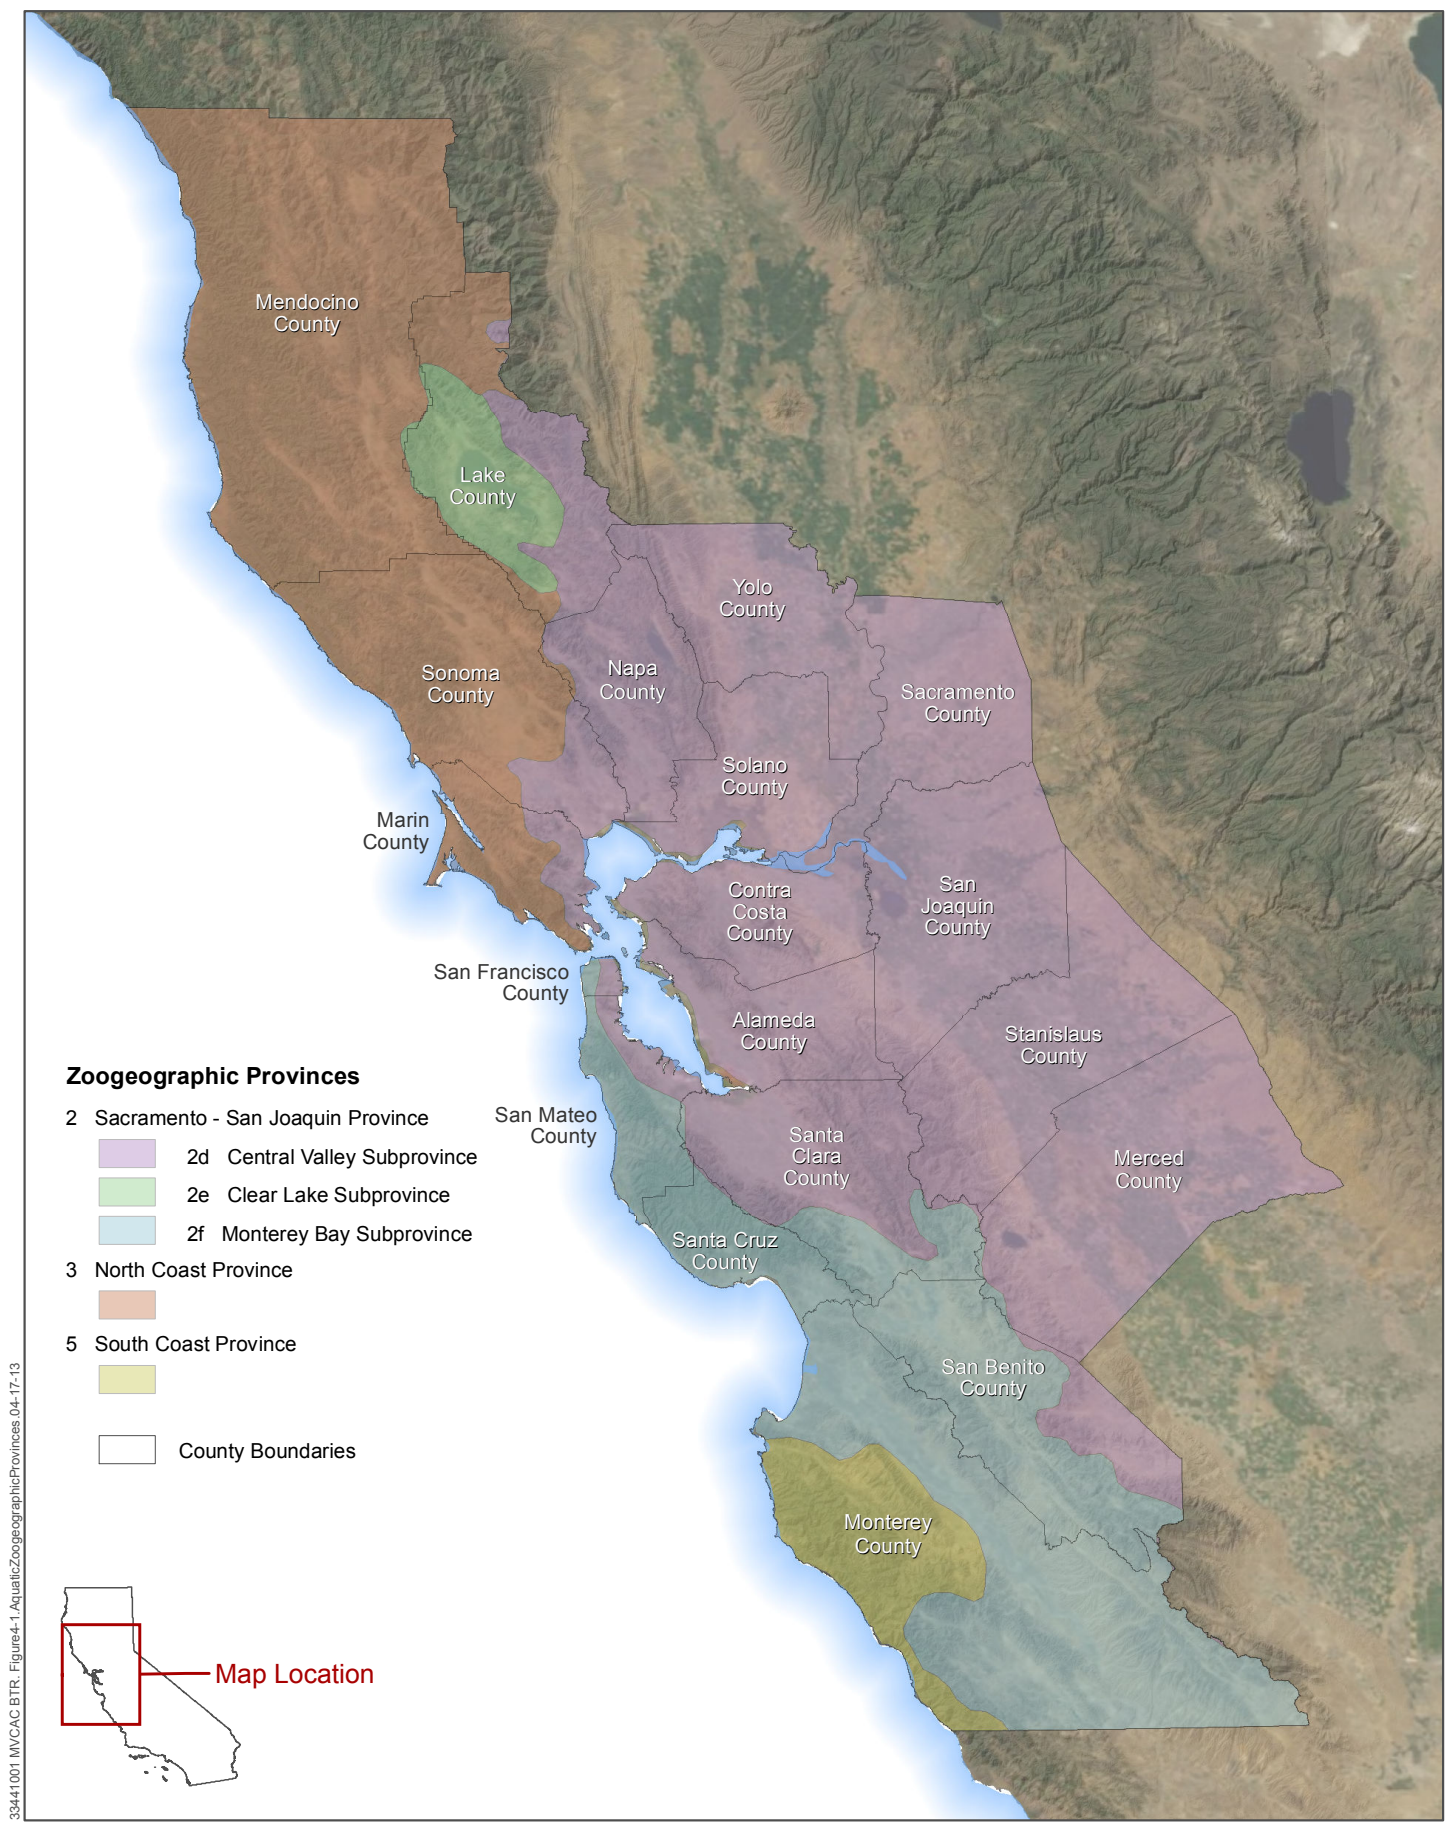 Mendocino
County
Lake
County
Yolo
County
Napa
County
Sonoma
County
Sacramento
County
Solano
County
Marin
County
Contra
Costa
County
San
Joaquin
County
San Francisco
County
Alameda
County
Stanislaus
County
San Mateo
County
Santa
Clara
County
Merced
County
Santa Cruz
County
San Benito
County
Monterey
County
Zoogeographic Provinces
2 Sacramento - San Joaquin Province
2d Central Valley Subprovince
2e Clear Lake Subprovince
2f Monterey Bay Subprovince
3 North Coast Province
5 South Coast Province
County Boundaries
Map Location
33441001 MVCAC BTR. Figure4-1.AquaticZoogeographicProvinces.04-17-13